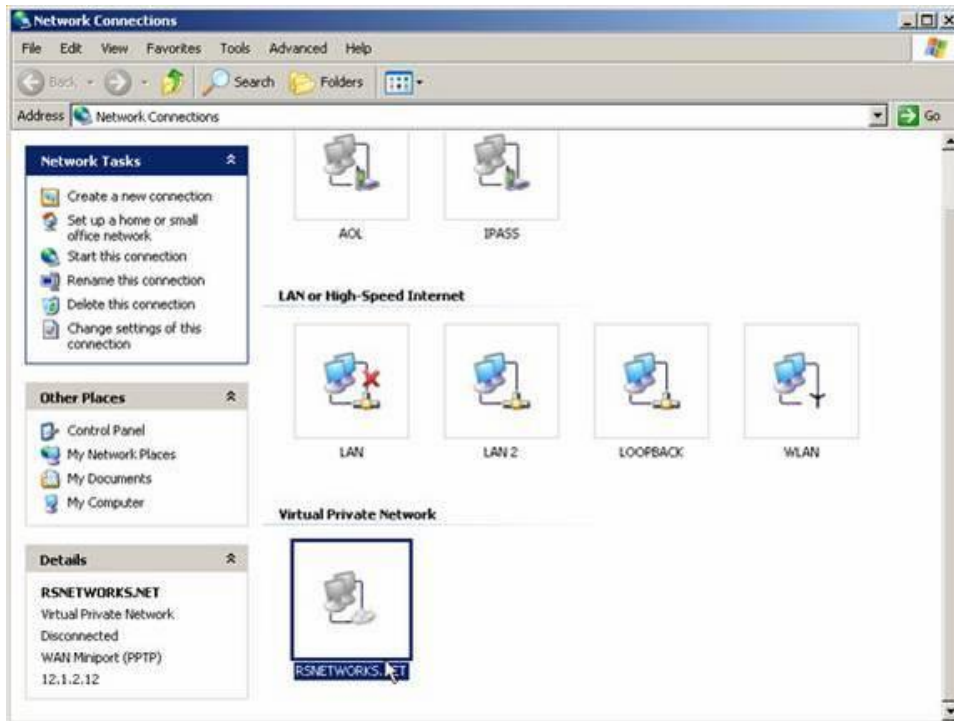 Network Connections
File Edit View Favorites Tools Advanced Help
Back Search Folders
Address Network Connections Go
Network Tasks
Create a new connection
Set up a home or small
office network
Start this connection
Rename this connection
Delete this connection
Change settings of this
connection
Other Places
Control Panel
My Network Places
My Documents
My Computer
Details
RSNETWORKS.NET
Virtual Private Network
Disconnected
WAN Miniport (PPTP)
12.1.2.12
AOL IPASS
LAN or High-Speed Internet
LAN LAN 2 LOOPBACK WLAN
Virtual Private Network
RSNETWORKS.NET